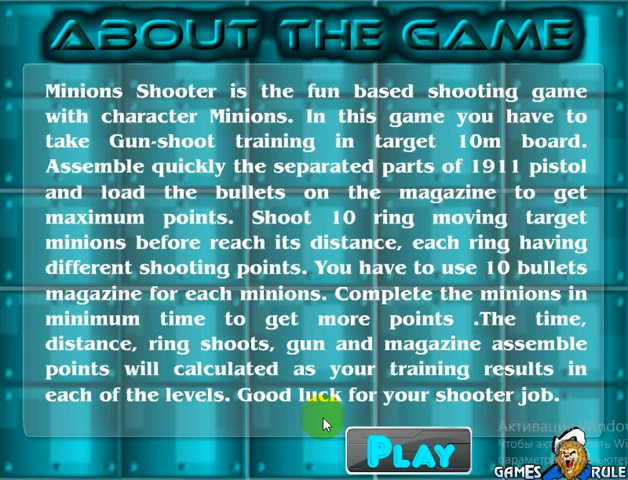 ABOUT THE GAME
Minions Shooter is the fun based shooting game
with character Minions. In this game you have to
take Gun-shoot training in target 10m board.
Assemble quickly the separated parts of 1911 pistol
and load the bullets on the magazine to get
maximum points. Shoot 10 ring moving target
minions before reach its distance, each ring having
different shooting points. You have to use 10 bullets
magazine for each minions. Complete the minions in
minimum time to get more points .The time,
distance, ring shoots, gun and magazine assemble
points will calculated as your training results in
each of the levels. Good luck for your shooter job.
Активация Window
Чтобы
PLAY
GAMES RULE